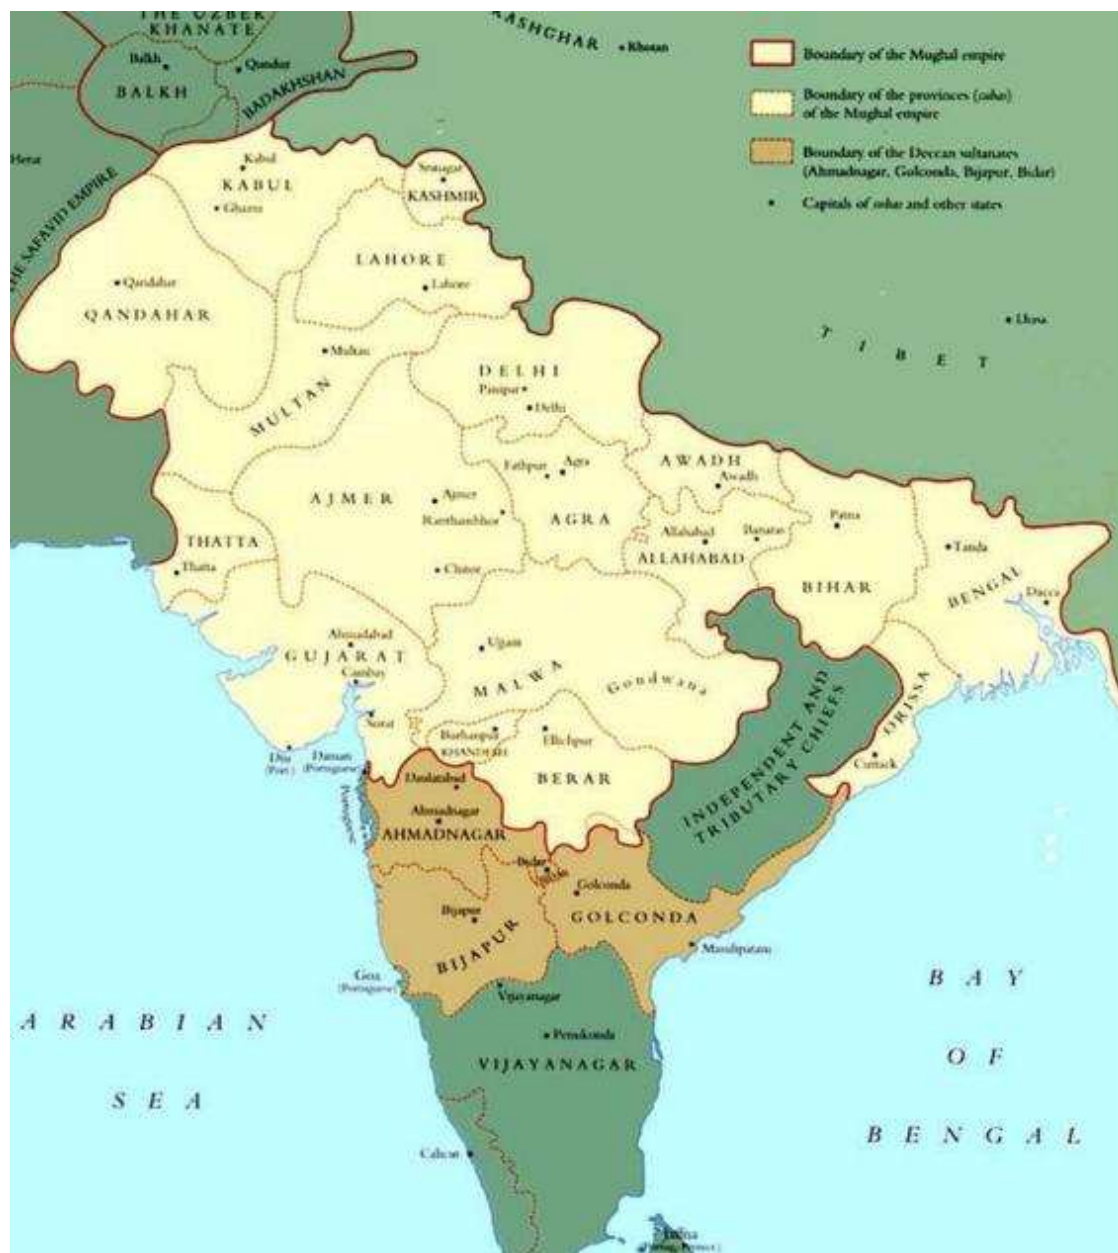 THE UZBEK
KHANATE
KASHGHAR
Khotan
Balkh
Qunduz
BALKH
BADAKHSHAN
Boundary of the Mughal empire
Boundary of the provinces (subas)
of the Mughal empire
Boundary of the Deccan sultanates
(Ahmadnagar, Golconda, Bijapur, Bidar)
Capitals of subas and other states
Herat
THE SAFAVID EMPIRE
Kabul
KABUL
Ghazni
Srinagar
KASHMIR
LAHORE
Lahore
Qandahar
QANDAHAR
TIBET
Lhasa
Multan
MULTAN
DELHI
Panipat
Delhi
Fathpur
Agra
AGRA
AWADH
Awadh
AJMER
Ajmer
Ranthambhor
Chitor
Allahabad
Banaras
ALLAHABAD
Patna
BIHAR
Tanda
BENGAL
Dacca
THATTA
Thatta
Ahmadabad
GUJARAT
Cambay
Ujjain
MALWA
Gondwana
Surat
Burhanpur
KHANDESH
Ellichpur
BERAR
Diu
(Port.)
Daman
(Portuguese)
Portuguese
INDEPENDENT AND
TRIBUTARY CHIEFS
ORISSA
Cuttack
Daulatabad
Ahmadnagar
AHMADNAGAR
Bidar
BIDAR
Golconda
GOLCONDA
Bijapur
BIJAPUR
Masulipatam
Goa
(Portuguese)
Vijayanagar
Penukonda
VIJAYANAGAR
Calicut
ARABIAN
SEA
BAY
OF
BENGAL
Jaffna